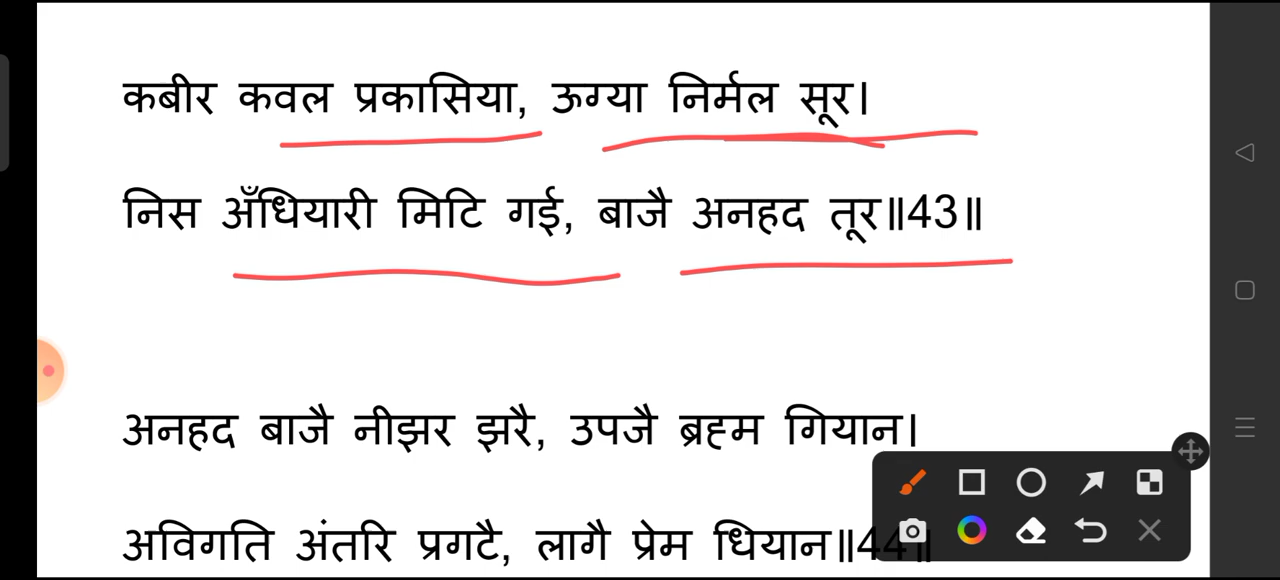 कबीर कवल प्रकासिया, ऊग्या निर्मल सूर।
निस अँधियारी मिटि गई, बाजै अनहद तूर॥43॥
अनहद बाजै नीझर झरै, उपजै ब्रह्म गियान।
अविगति अंतरि प्रगटै, लागै प्रेम धियान॥44॥